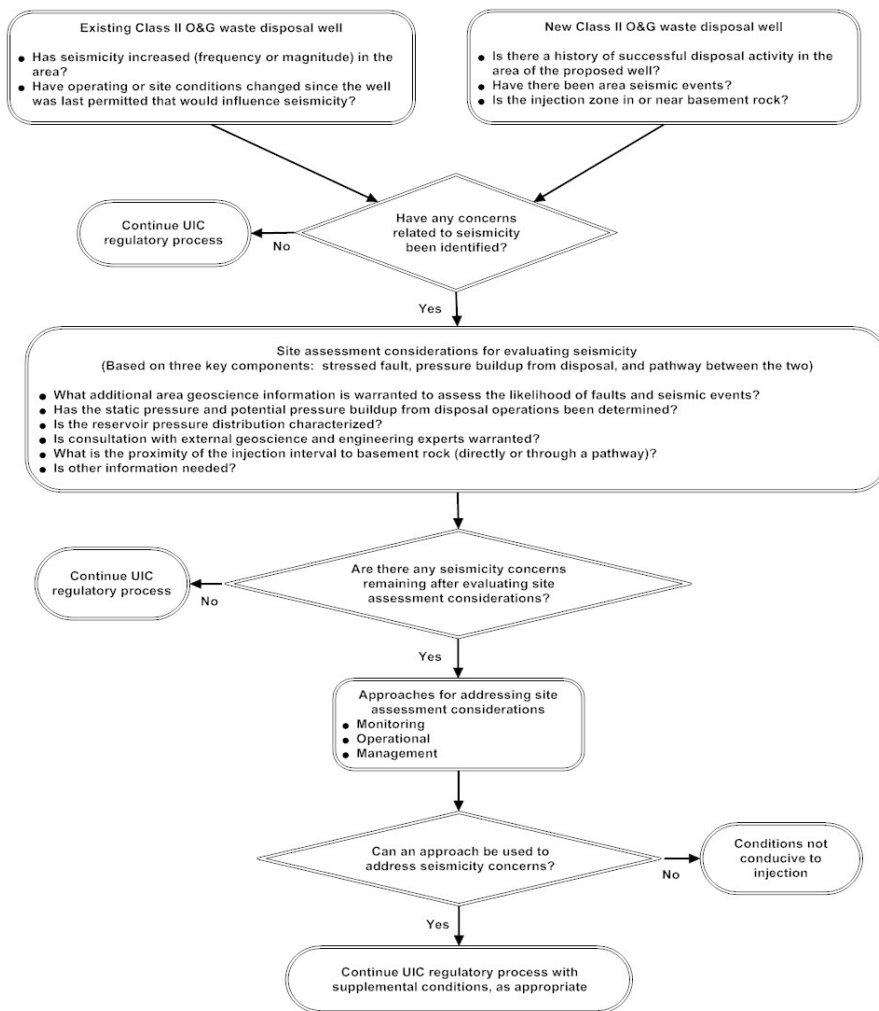 Existing Class II O&G waste disposal well
● Has seismicity increased (frequency or magnitude) in the
area?
● Have operating or site conditions changed since the well
was last permitted that would influence seismicity?
New Class II O&G waste disposal well
● Is there a history of successful disposal activity in the
area of the proposed well?
● Have there been area seismic events?
● Is the injection zone in or near basement rock?
Have any concerns
related to seismicity
been identified?
No
Continue UIC
regulatory process
Yes
Site assessment considerations for evaluating seismicity
(Based on three key components: stressed fault, pressure buildup from disposal, and pathway between the two)
● What additional area geoscience information is warranted to assess the likelihood of faults and seismic events?
● Has the static pressure and potential pressure buildup from disposal operations been determined?
● Is the reservoir pressure distribution characterized?
● Is consultation with external geoscience and engineering experts warranted?
● What is the proximity of the injection interval to basement rock (directly or through a pathway)?
● Is other information needed?
Are there any seismicity concerns
remaining after evaluating site
assessment considerations?
No
Continue UIC
regulatory process
Yes
Approaches for addressing site
assessment considerations
● Monitoring
● Operational
● Management
Can an approach be used to
address seismicity concerns?
No
Conditions not
conducive to
injection
Yes
Continue UIC regulatory process with
supplemental conditions, as appropriate